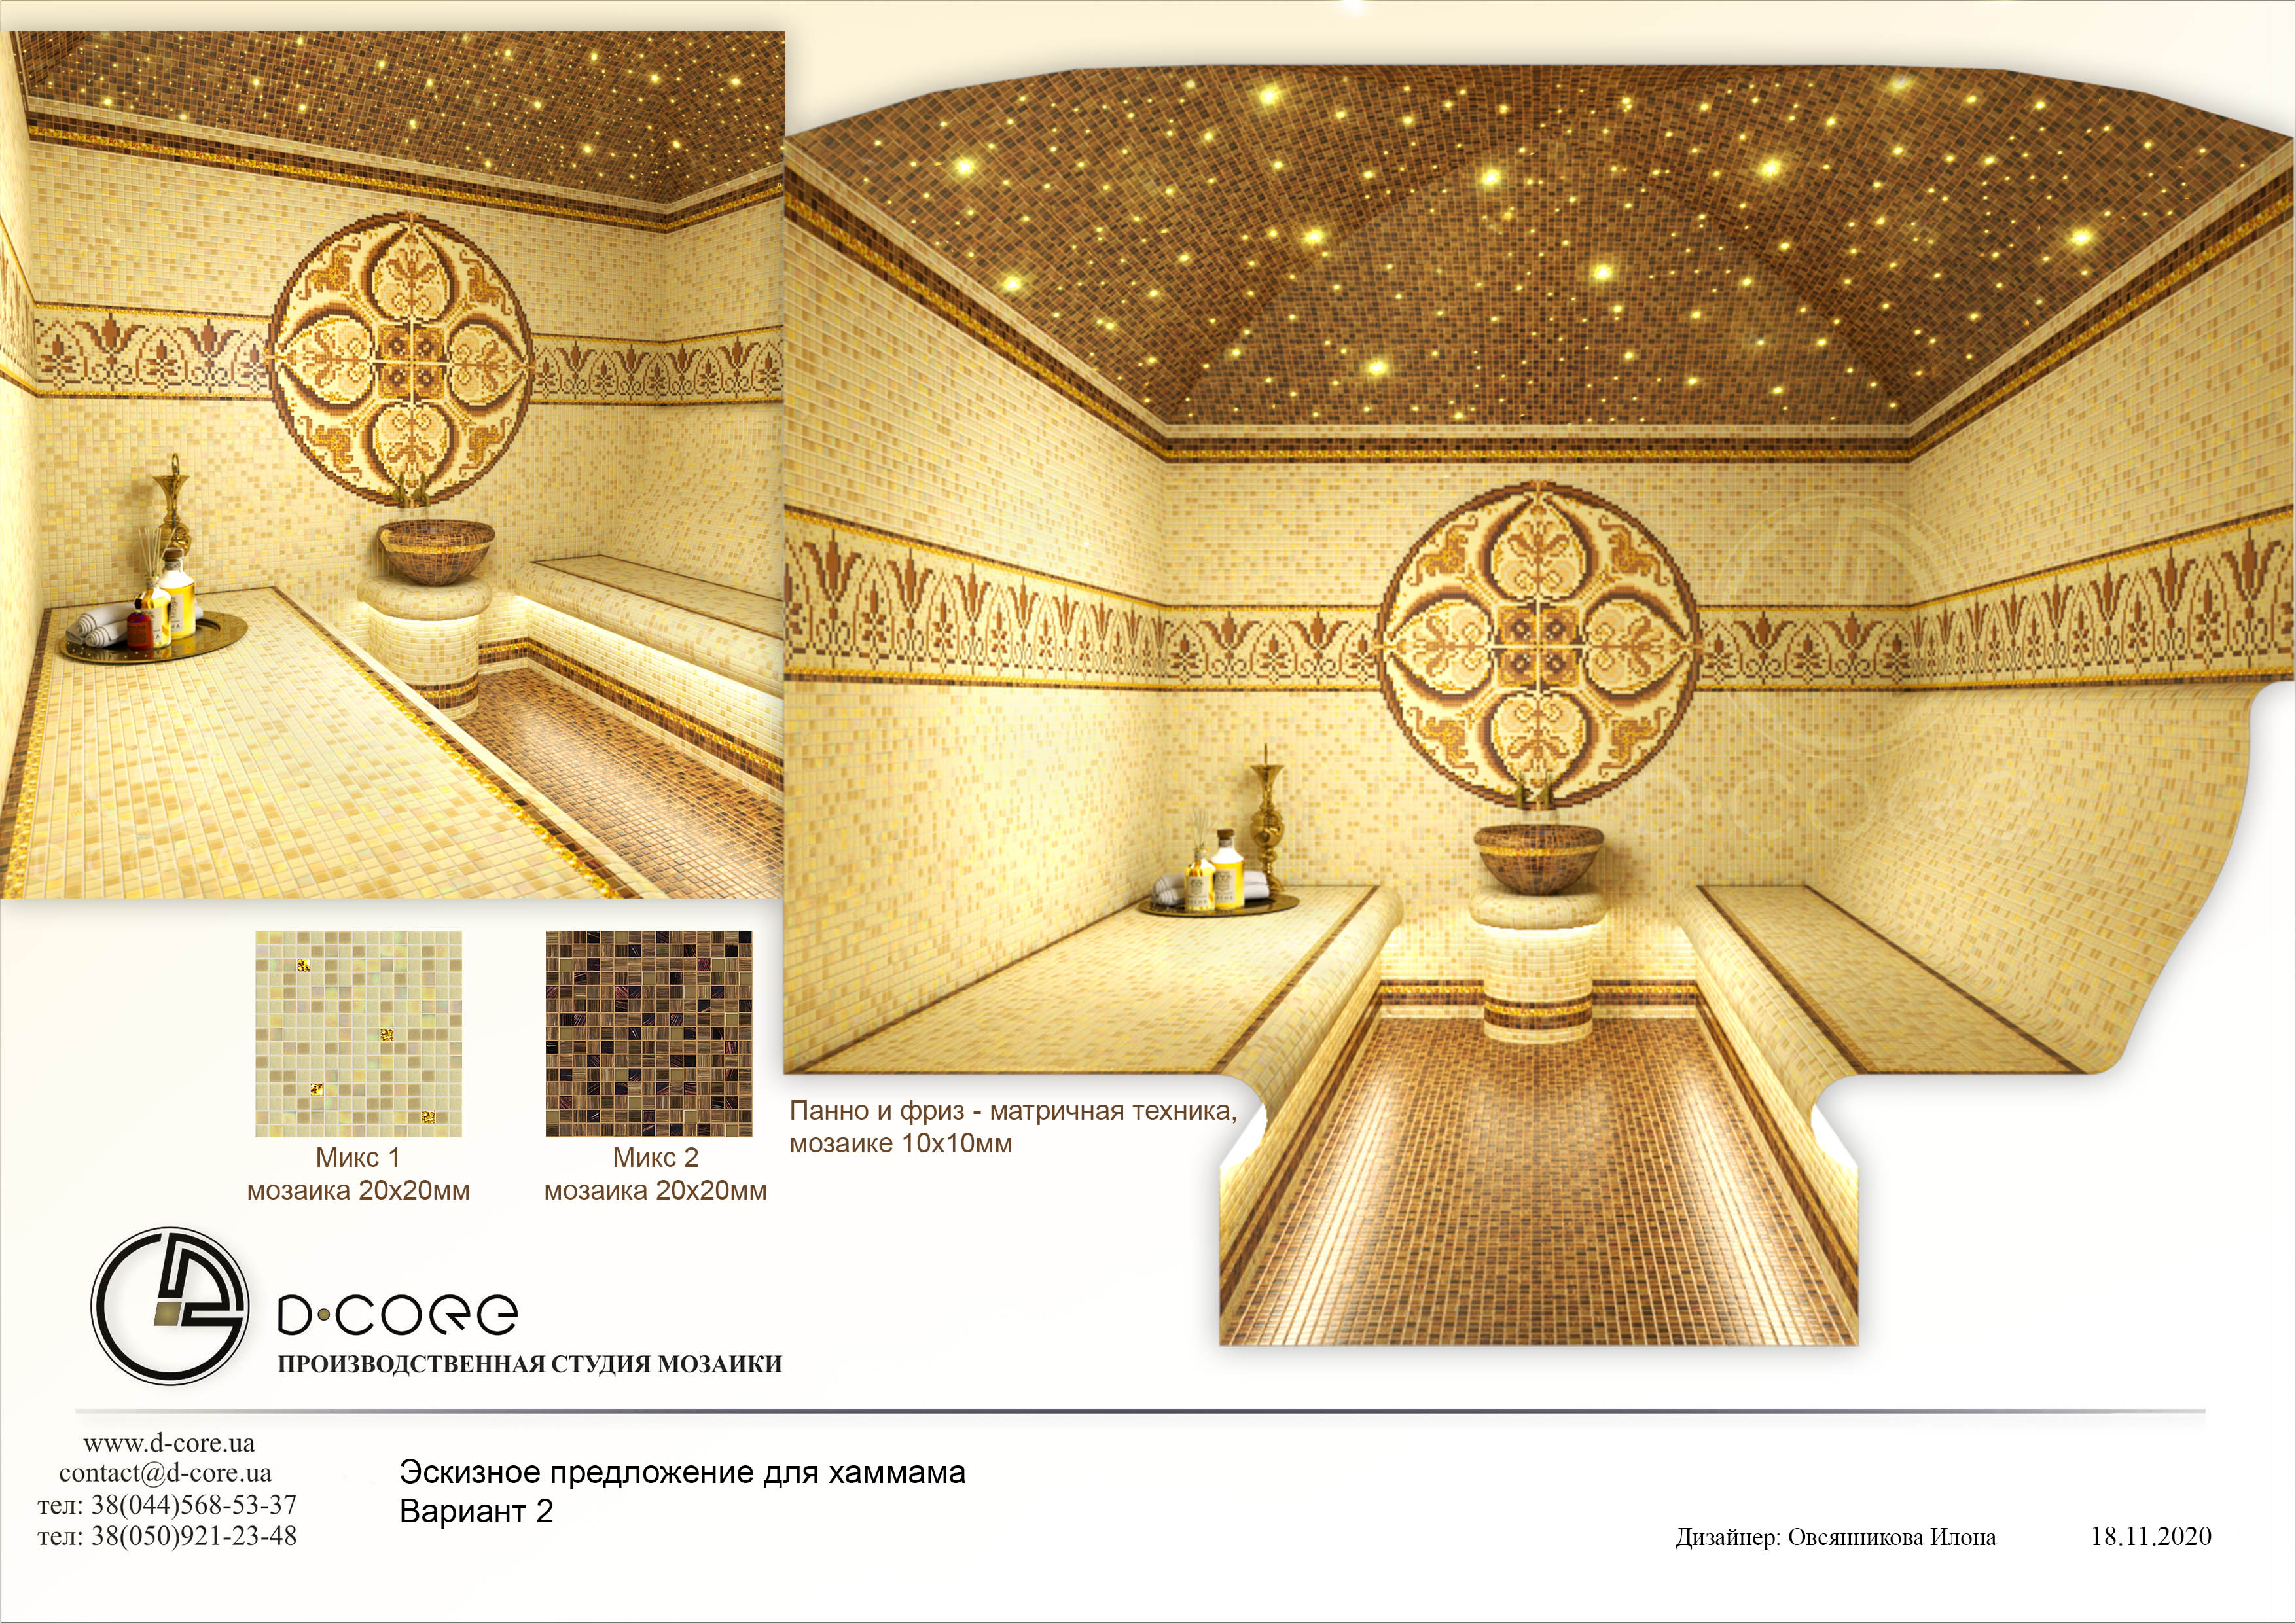 Микс 1
мозаика 20х20мм
Микс 2
мозаика 20х20мм
Панно и фриз - матричная техника,
мозаике 10х10мм
D·CORE
ПРОИЗВОДСТВЕННАЯ СТУДИЯ МОЗАИКИ
www.d-core.ua
contact@d-core.ua
тел: 38(044)568-53-37
тел: 38(050)921-23-48
Эскизное предложение для хаммама
Вариант 2
Дизайнер: Овсянникова Илона
18.11.2020